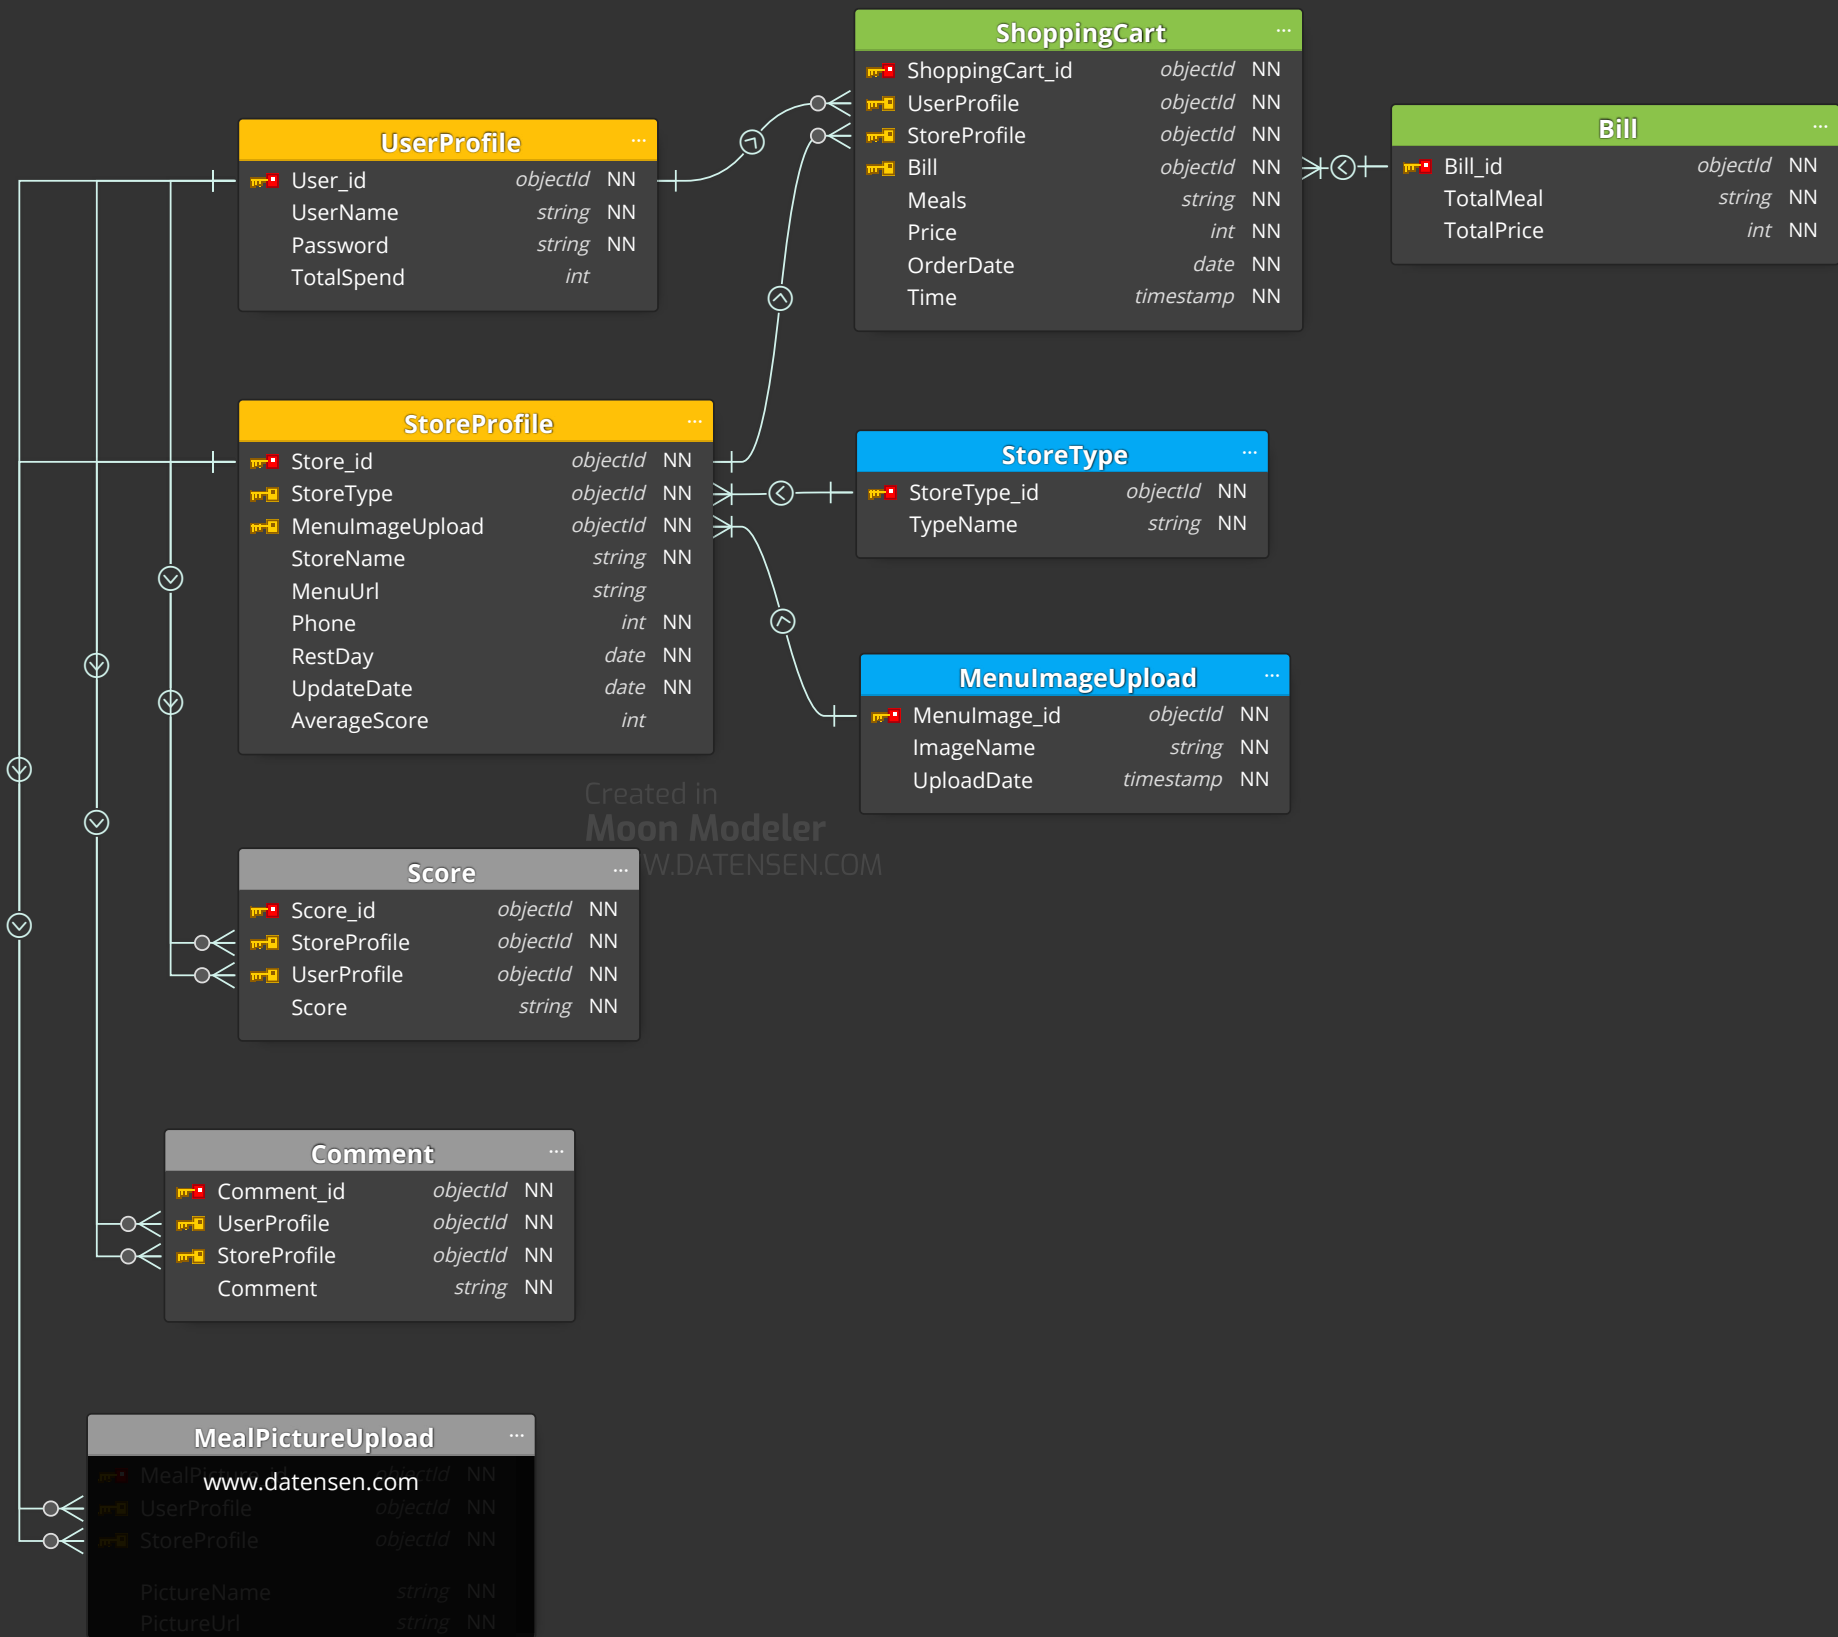 ShoppingCart ...
ShoppingCart_id objectId NN
UserProfile objectId NN
StoreProfile objectId NN
Bill objectId NN
Meals string NN
Price int NN
OrderDate date NN
Time timestamp NN
Bill ...
Bill_id objectId NN
TotalMeal string NN
TotalPrice int NN
UserProfile ...
User_id objectId NN
UserName string NN
Password string NN
TotalSpend int
StoreProfile ...
Store_id objectId NN
StoreType objectId NN
MenuImageUpload objectId NN
StoreName string NN
MenuUrl string
Phone int NN
RestDay date NN
UpdateDate date NN
AverageScore int
StoreType ...
StoreType_id objectId NN
TypeName string NN
MenuImageUpload ...
MenuImage_id objectId NN
ImageName string NN
UploadDate timestamp NN
Created in
Moon Modeler
W.DATENSEN.COM
Score ...
Score_id objectId NN
StoreProfile objectId NN
UserProfile objectId NN
Score string NN
Comment ...
Comment_id objectId NN
UserProfile objectId NN
StoreProfile objectId NN
Comment string NN
MealPictureUpload ...
MealPicture_id objectId NN
www.datensen.com
UserProfile objectId NN
StoreProfile objectId NN
PictureName string NN
PictureUrl string NN